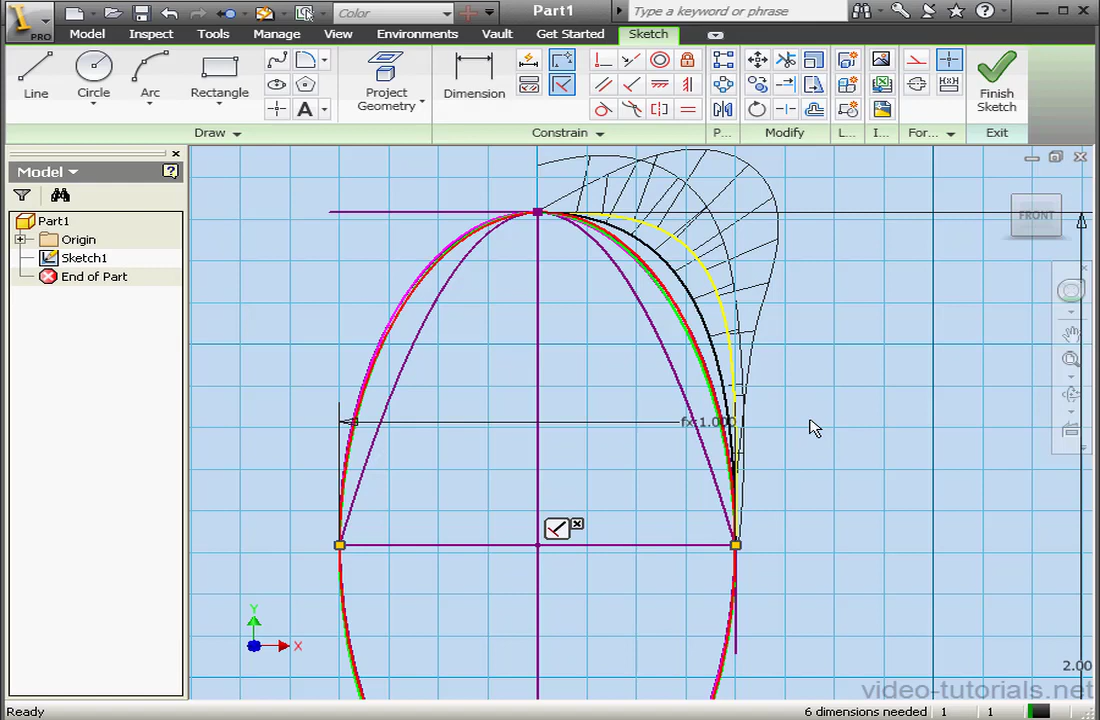 PRO
Color
Part1
Type a keyword or phrase
Model Inspect Tools Manage View Environments Vault Get Started Sketch
Line
Circle
Arc
Rectangle
Project Geometry
Dimension
Finish Sketch
Draw
Constrain
P...
Modify
L...
I...
For...
Exit
Model
Part1
Origin
Sketch1
End of Part
FRONT
fx:1.000
Y
X
2.00
video-tutorials.net
Ready
6 dimensions needed 1 1